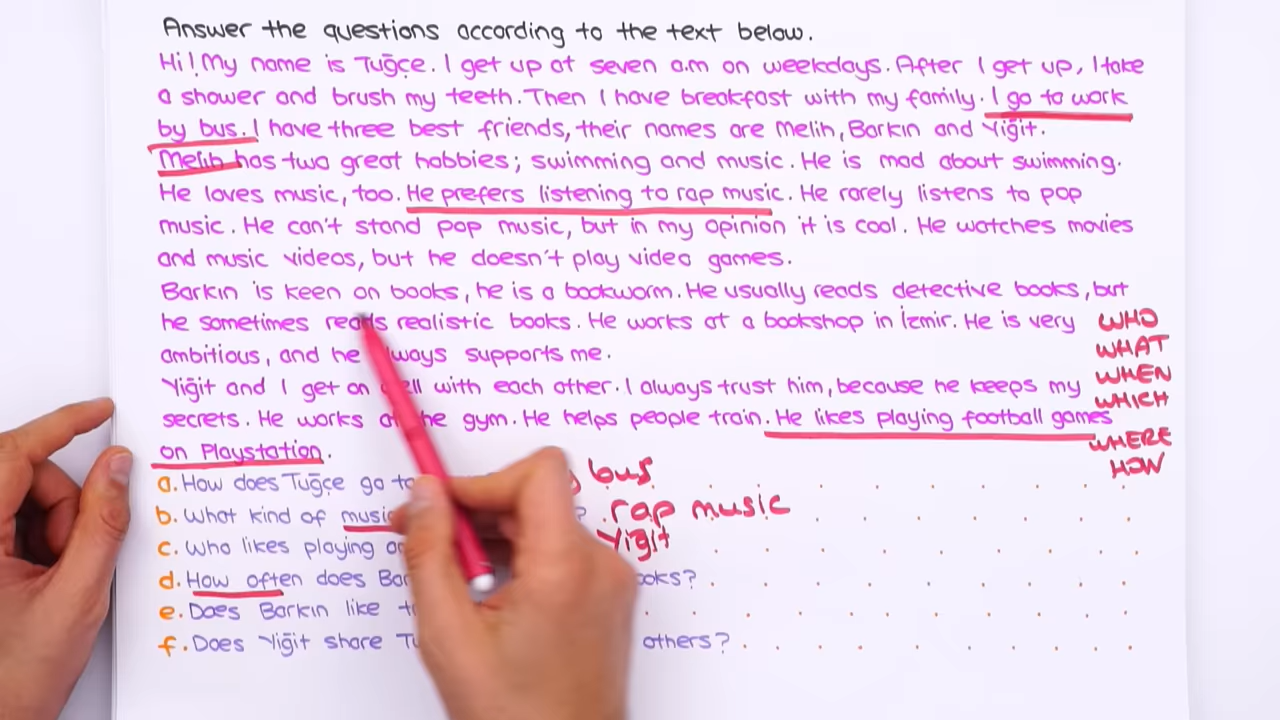 Answer the questions according to the text below.
Hi! My name is Tuğçe. I get up at seven a.m on weekdays. After I get up, I take
a shower and brush my teeth. Then I have breakfast with my family. I go to work
by bus. I have three best friends, their names are Melih, Barkın and Yiğit.
Melih has two great hobbies; swimming and music. He is mad about swimming.
He loves music, too. He prefers listening to rap music. He rarely listens to pop
music. He can't stand pop music, but in my opinion it is cool. He watches movies
and music videos, but he doesn't play video games.
Barkın is keen on books, he is a bookworm. He usually reads detective books, but
he sometimes reads realistic books. He works at a bookshop in İzmir. He is very
ambitious, and he always supports me.
Yiğit and I get on well with each other. I always trust him, because he keeps my
secrets. He works at the gym. He helps people train. He likes playing football games
on Playstation.
WHO
WHAT
WHEN
WHICH
WHERE
HOW
a. How does Tuğçe go to bus
b. What kind of music ? rap music
c. Who likes playing Yiğit
d. How often does
e. Does Barkın like
f. Does Yiğit share others?